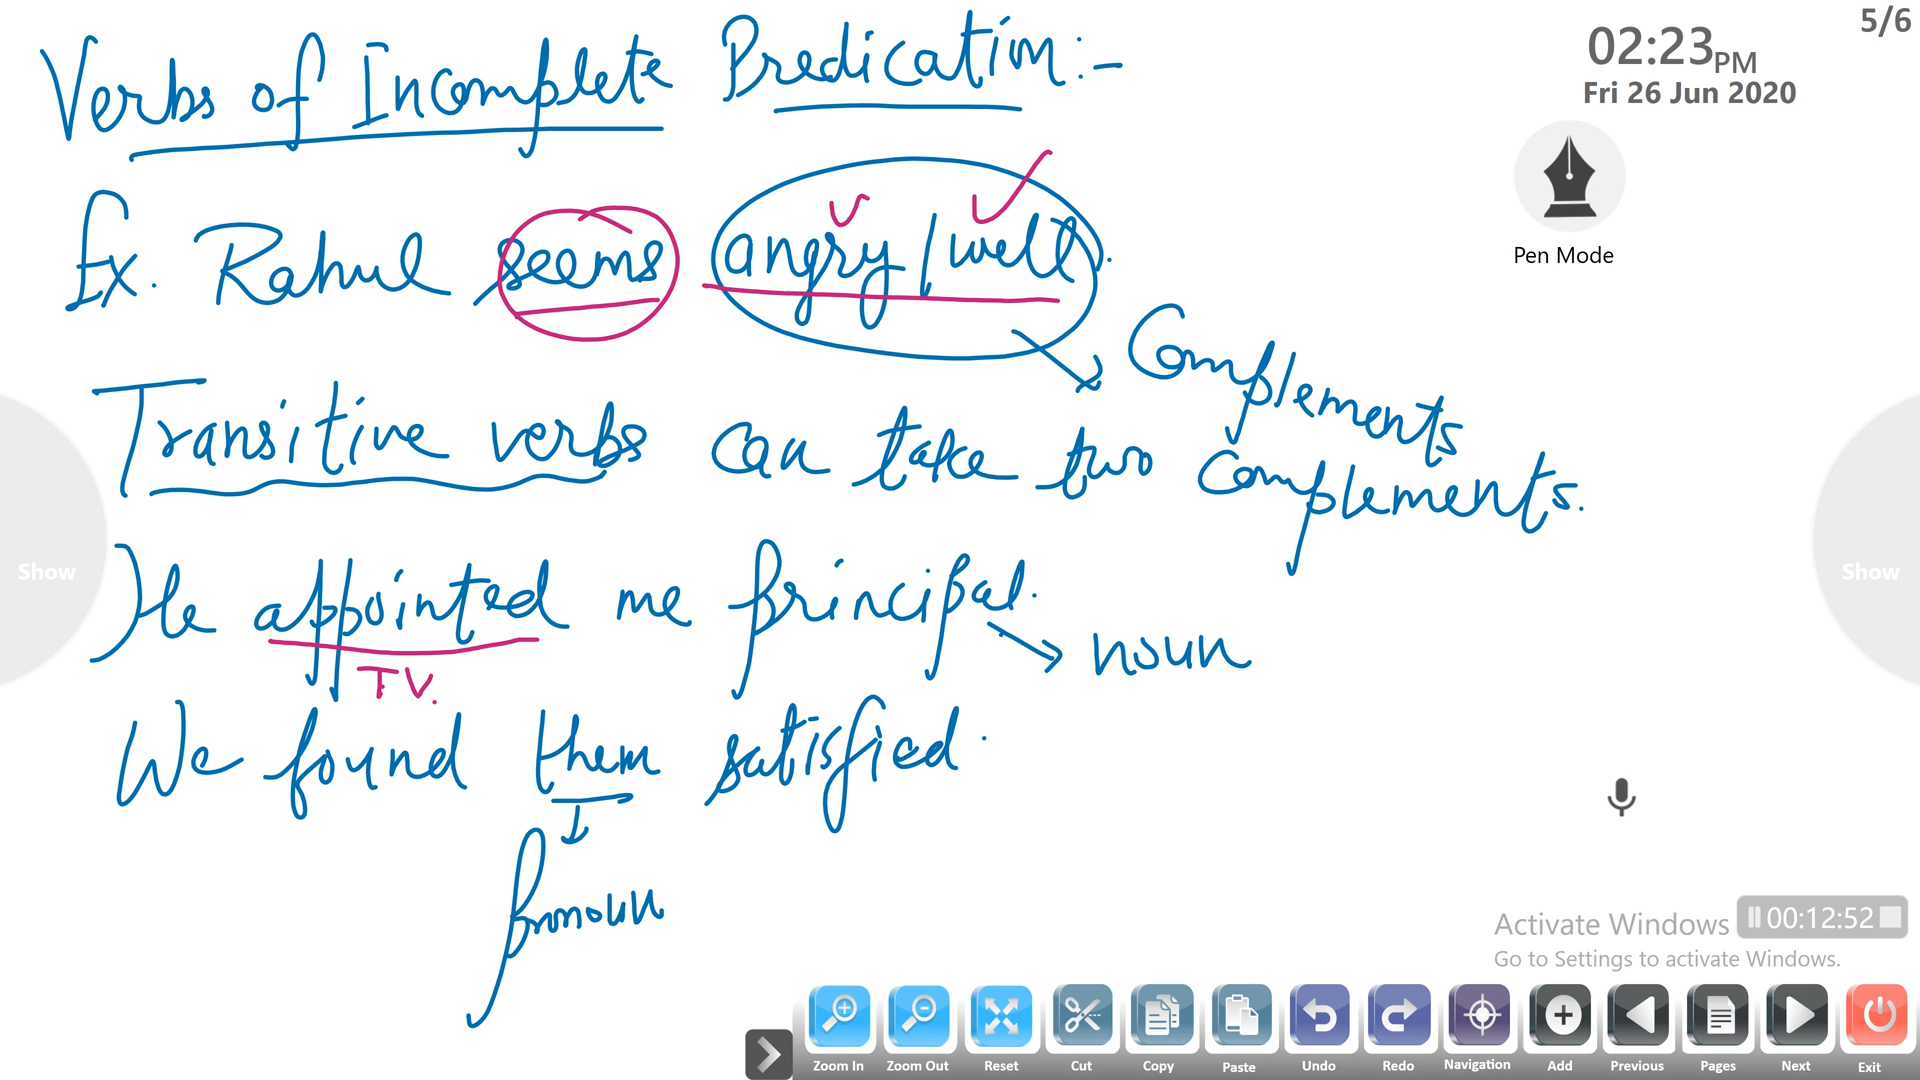 Verbs of Incomplete Predication:-
5/6
02:23 PM
Fri 26 Jun 2020
Pen Mode
Ex. Rahul seems angry / well.
Complements
Transitive verbs can take two complements.
He appointed me principal.
noun
T.V.
We found them satisfied.
pronoun
Show
Show
Activate Windows
00:12:52
Go to Settings to activate Windows.
Zoom In Zoom Out Reset Cut Copy Paste Undo Redo Navigation Add Previous Pages Next Exit